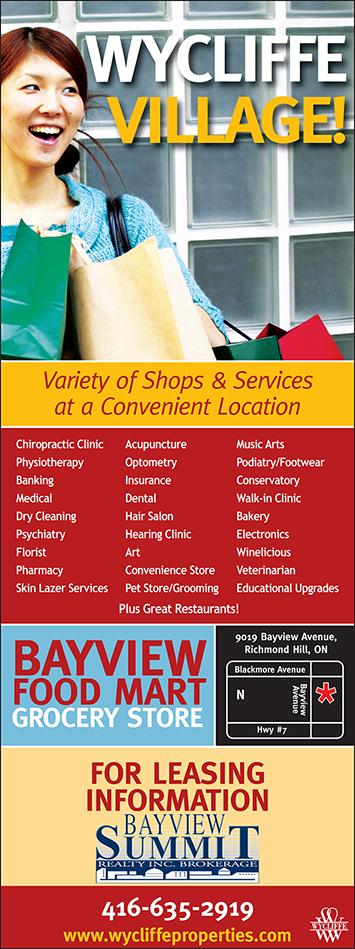 WYCLIFFE
VILLAGE!
Variety of Shops & Services
at a Convenient Location
Chiropractic Clinic
Physiotherapy
Banking
Medical
Dry Cleaning
Psychiatry
Florist
Pharmacy
Skin Lazer Services
Acupuncture
Optometry
Insurance
Dental
Hair Salon
Hearing Clinic
Art
Convenience Store
Pet Store/Grooming
Music Arts
Podiatry/Footwear
Conservatory
Walk-in Clinic
Bakery
Electronics
Winelicious
Veterinarian
Educational Upgrades
Plus Great Restaurants!
BAYVIEW
FOOD MART
GROCERY STORE
9019 Bayview Avenue,
Richmond Hill, ON
Blackmore Avenue
N
Bayview
Avenue
*
Hwy #7
FOR LEASING
INFORMATION
BAYVIEW
SUMMIT
REALTY INC. BROKERAGE
416-635-2919
www.wycliffeproperties.com
WYCLIFFE